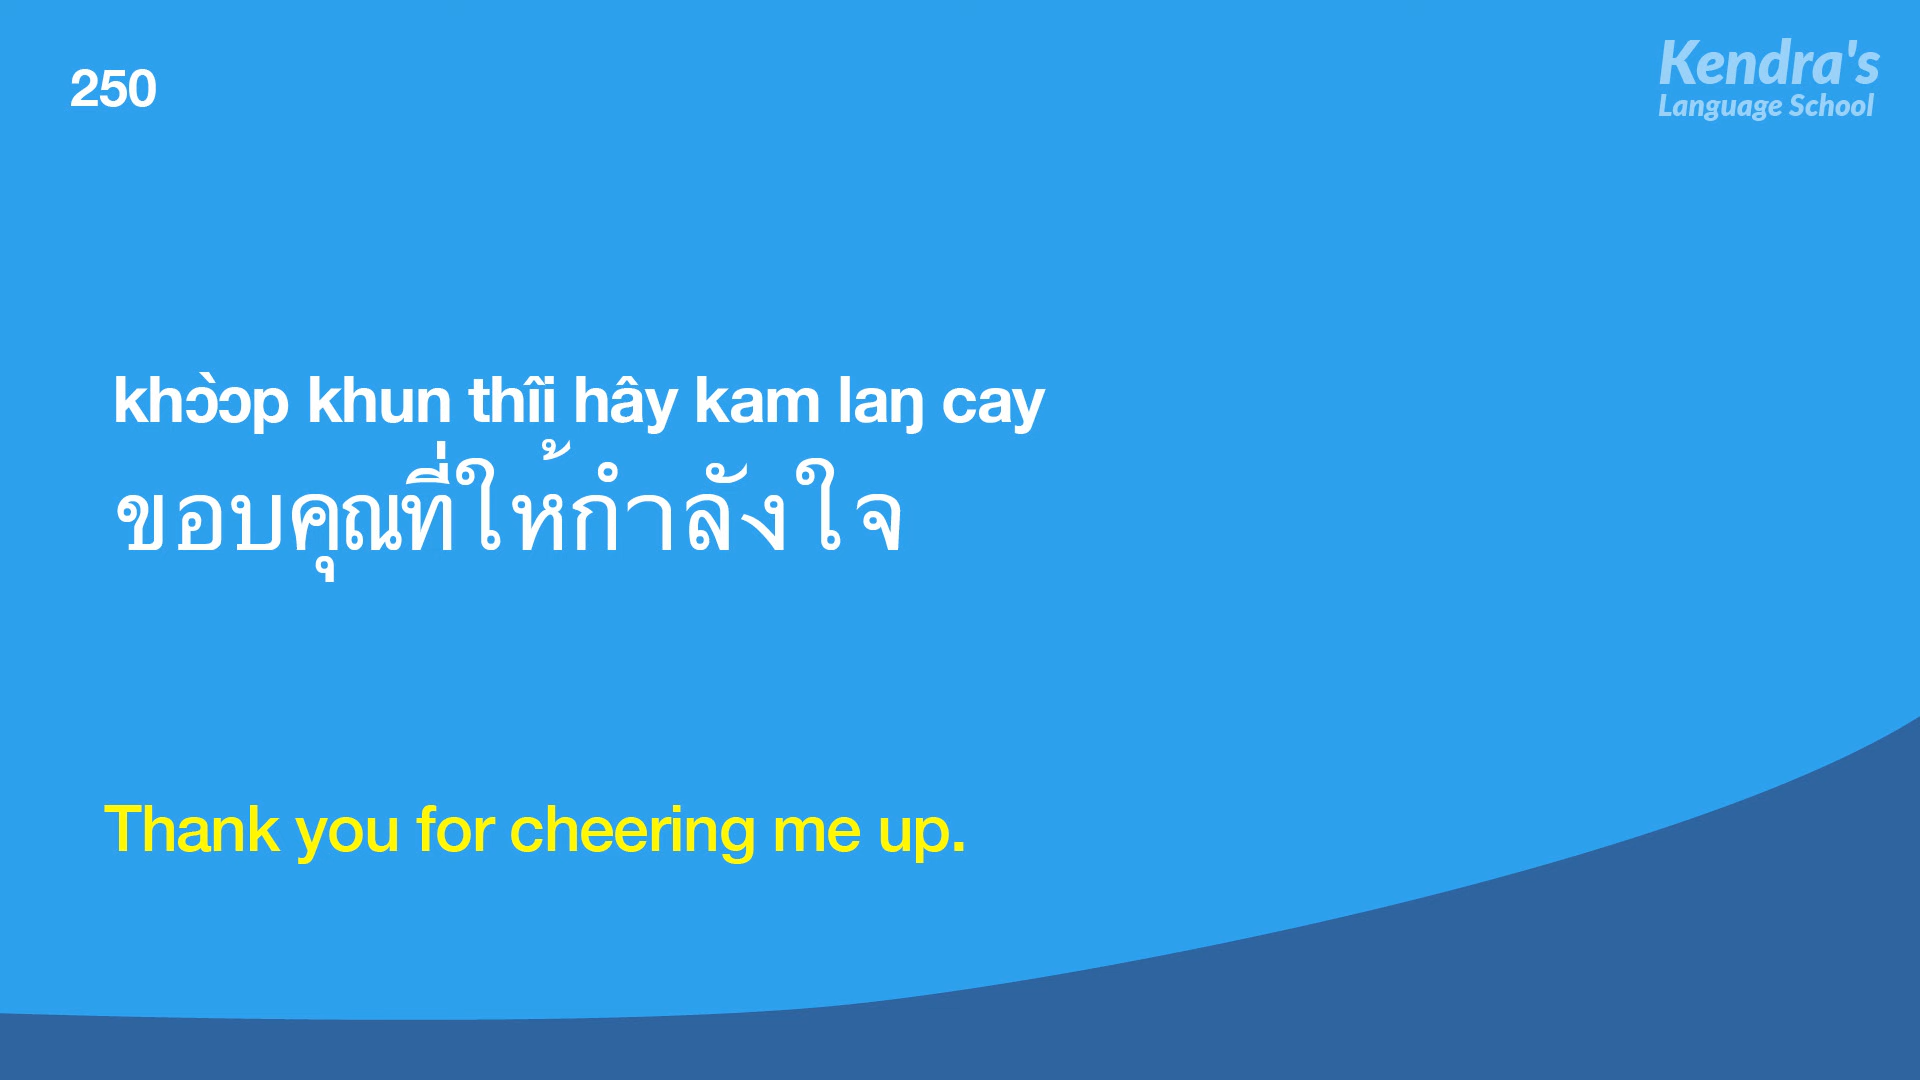 250
Kendra's
Language School
khɔ̀ɔp khun thîi hây kam laŋ cay
ขอบคุณที่ให้กำลังใจ
Thank you for cheering me up.